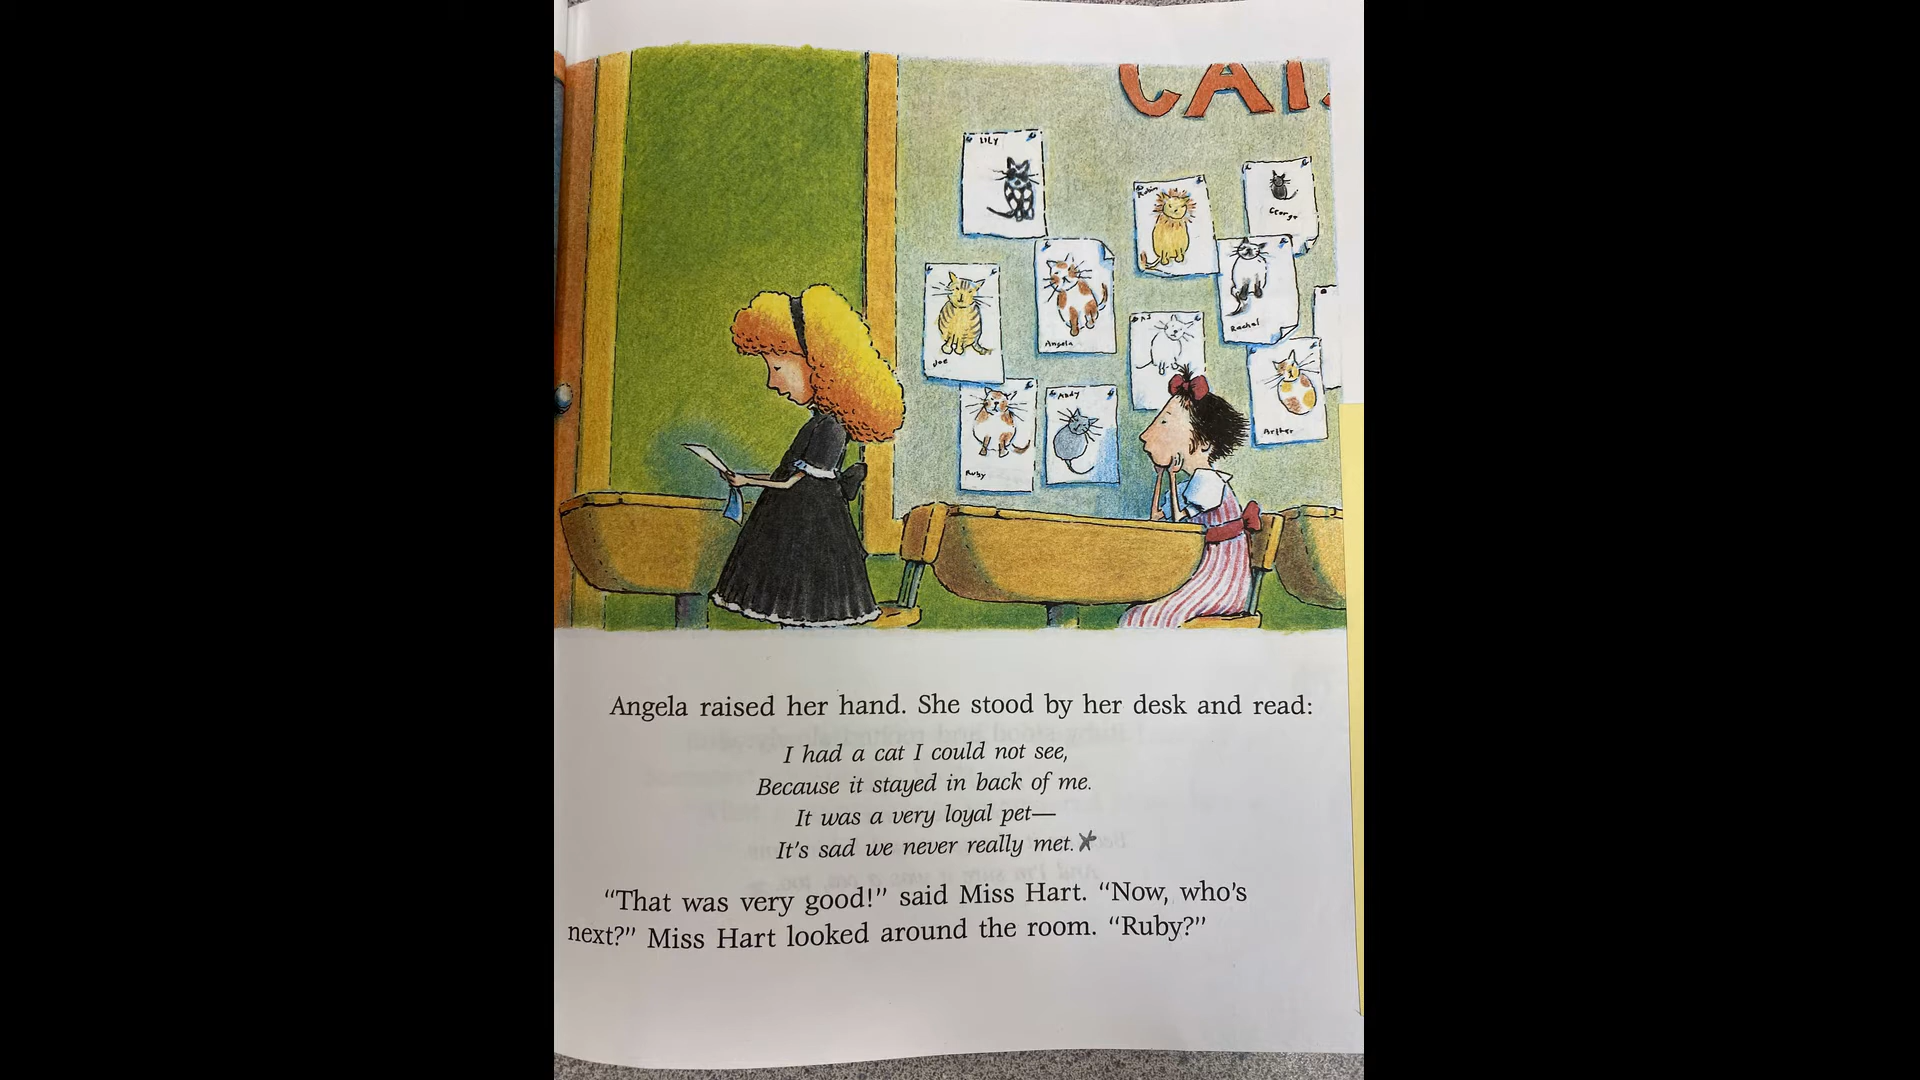 CATS
LILY
Robin
George
Rachel
Joe
Angela
Ruby
Andy
Arthur
Angela raised her hand. She stood by her desk and read:
I had a cat I could not see,
Because it stayed in back of me.
It was a very loyal pet—
It's sad we never really met.
“That was very good!” said Miss Hart. “Now, who's
next?” Miss Hart looked around the room. “Ruby?”